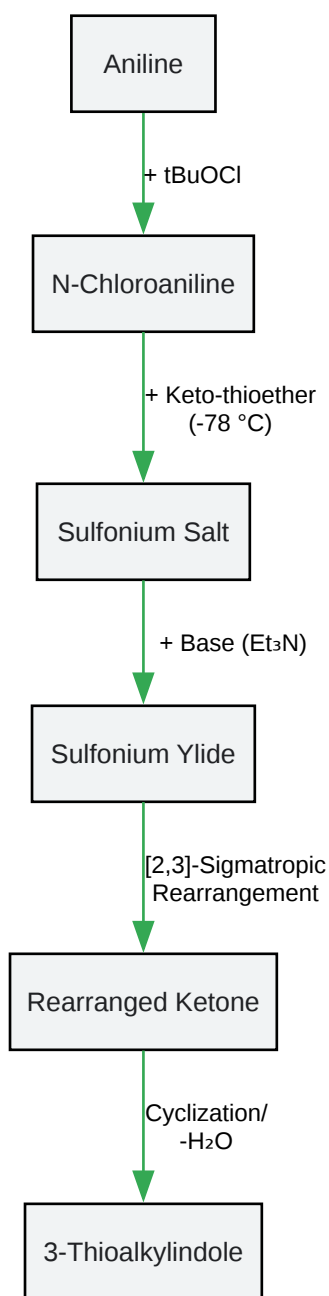 Aniline
+ tBuOCl
N-Chloroaniline
+ Keto-thioether
(-78 °C)
Sulfonium Salt
+ Base (Et₃N)
Sulfonium Ylide
[2,3]-Sigmatropic
Rearrangement
Rearranged Ketone
Cyclization/
-H₂O
3-Thioalkylindole